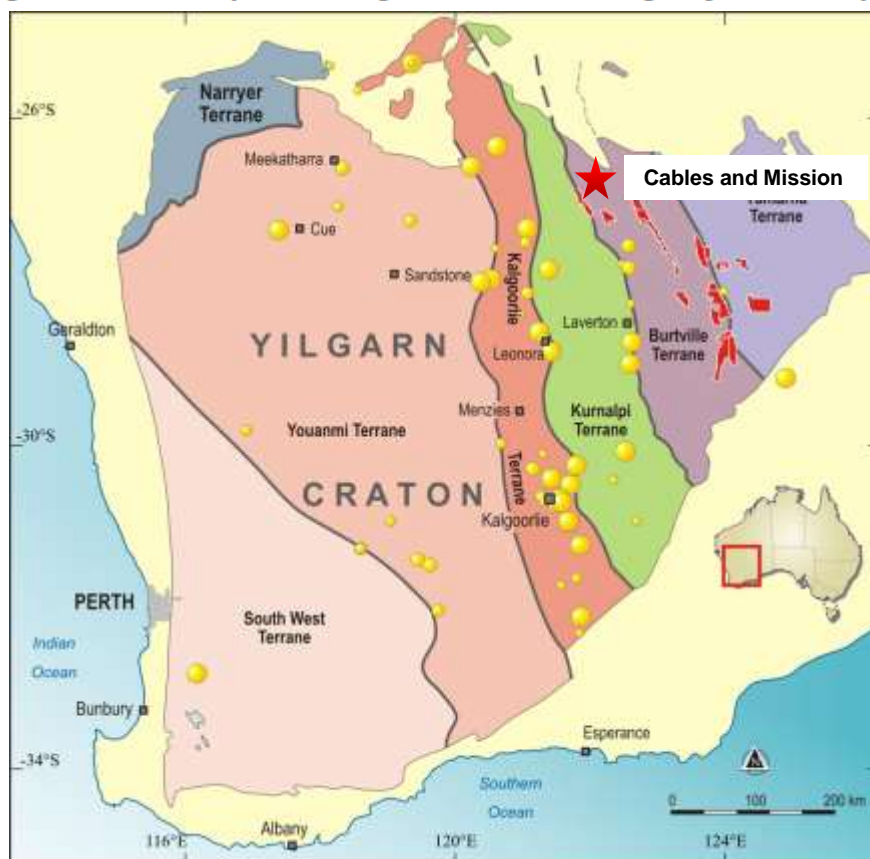 -26°S
Narryer
Terrane
Meekatharra
Cables and Mission
Terrane
Cue
Sandstone
Kalgoorlie
Geraldton
YILGARN
Leonora
Laverton
Burtville
Terrane
Menzies
Kurnalpi
Terrane
-30°S
Youanmi Terrane
Terrane
CRATON
Kalgoorlie
PERTH
South West
Terrane
Indian
Ocean
Bunbury
Esperance
-34°S
Southern
Ocean
N
0 100 200 km
Albany
116°E
120°E
124°E